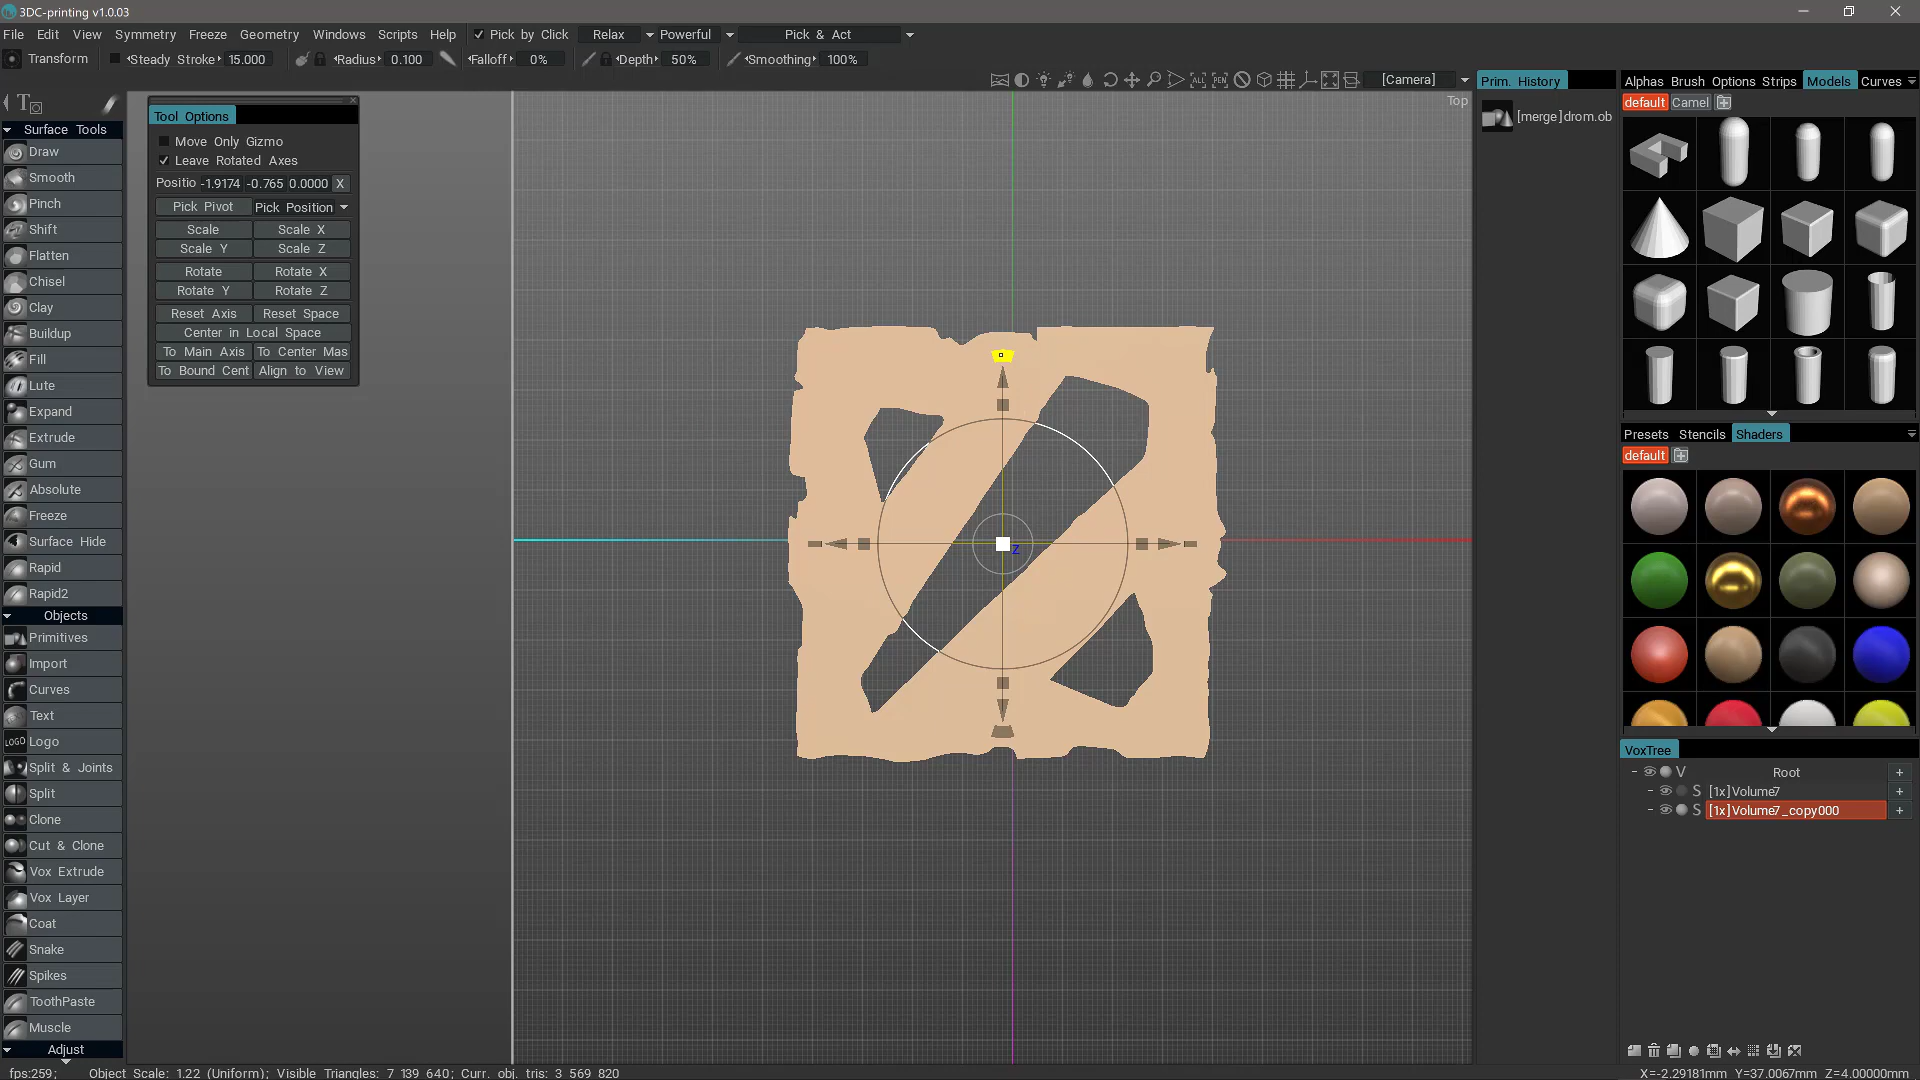 3DC-printing v1.0.03
File Edit View Symmetry Freeze Geometry Windows Scripts Help Pick by Click Relax Powerful Pick & Act
Transform Steady Stroke 15.000 Radius 0.100 Falloff 0% Depth 50% Smoothing 100%
[Camera]
Top
Surface Tools
Draw
Smooth
Pinch
Shift
Flatten
Chisel
Clay
Buildup
Fill
Lute
Expand
Extrude
Gum
Absolute
Freeze
Surface Hide
Rapid
Rapid2
Objects
Primitives
Import
Curves
Text
LOGO Logo
Split & Joints
Split
Clone
Cut & Clone
Vox Extrude
Vox Layer
Coat
Snake
Spikes
ToothPaste
Muscle
Adjust
Tool Options
Move Only Gizmo
Leave Rotated Axes
Positio -1.9174 -0.765 0.0000 X
Pick Pivot Pick Position
Scale Scale X
Scale Y Scale Z
Rotate Rotate X
Rotate Y Rotate Z
Reset Axis Reset Space
Center in Local Space
To Main Axis To Center Mas
To Bound Cent Align to View
Z
Prim. History
[merge]drom.ob
Alphas Brush Options Strips Models Curves
default Camel
Presets Stencils Shaders
default
VoxTree
V Root +
S [1x]Volume7 +
S [1x]Volume7_copy000 +
fps:259; Object Scale: 1.22 (Uniform); Visible Triangles: 7 139 640; Curr. obj. tris: 3 569 820
X=-2.29181mm Y=37.0067mm Z=4.00000mm